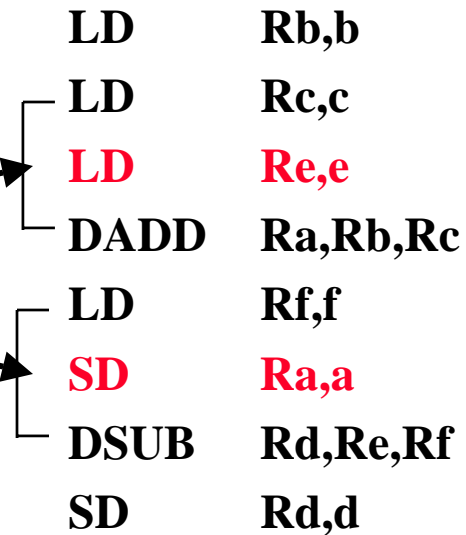 LD Rb,b
LD Rc,c
LD Re,e
DADD Ra,Rb,Rc
LD Rf,f
SD Ra,a
DSUB Rd,Re,Rf
SD Rd,d